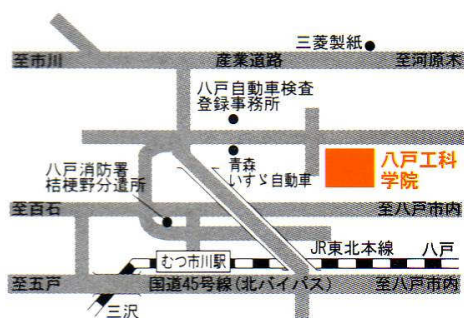 三菱製紙
至市川
産業道路
至河原木
八戸自動車検査
登録事務所
八戸消防署
桔梗野分遣所
青森
いすゞ自動車
八戸工科
学院
至百石
至八戸市内
JR東北本線
八戸
むつ市川駅
至五戸
国道45号線(北バイパス)
至八戸市内
三沢